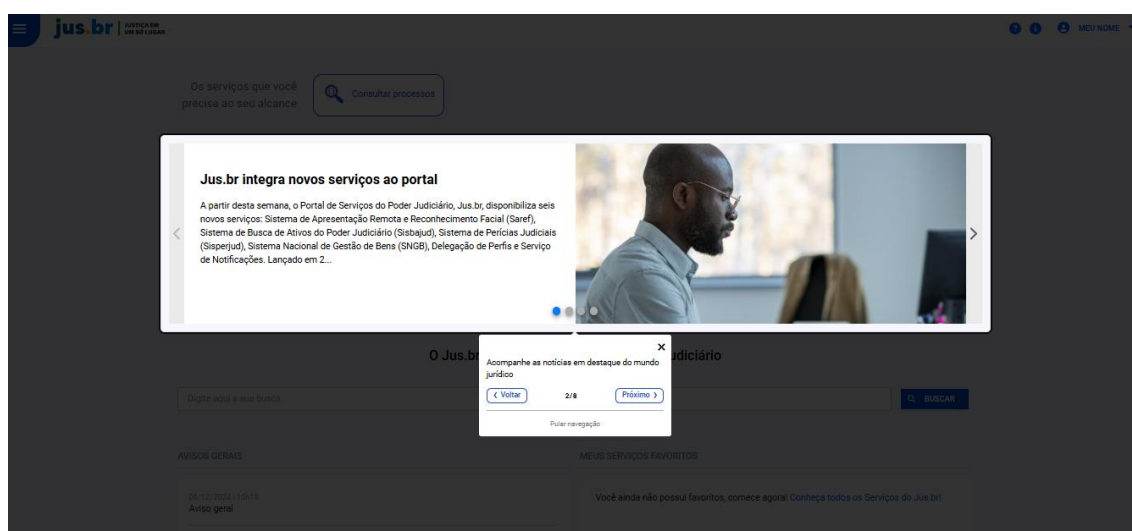 jus.br | JUSTIÇA EM
UM SÓ LUGAR
MEU NOME
Os serviços que você
precisa ao seu alcance
Consultar processos
Jus.br integra novos serviços ao portal
A partir desta semana, o Portal de Serviços do Poder Judiciário, Jus.br, disponibiliza seis
novos serviços: Sistema de Apresentação Remota e Reconhecimento Facial (Saref),
Sistema de Busca de Ativos do Poder Judiciário (Sisbajud), Sistema de Perícias Judiciais
(Sisperjud), Sistema Nacional de Gestão de Bens (SNGB), Delegação de Perfis e Serviço
de Notificações. Lançado em 2...
O Jus.br
udiciário
Acompanhe as notícias em destaque do mundo
jurídico
Voltar
2/8
Próximo
Pular navegação
Digite aqui a sua busca
BUSCAR
AVISOS GERAIS
MEUS SERVIÇOS FAVORITOS
Aviso geral
Você ainda não possui favoritos, comece agora! Conheça todos os Serviços do Jus.br!